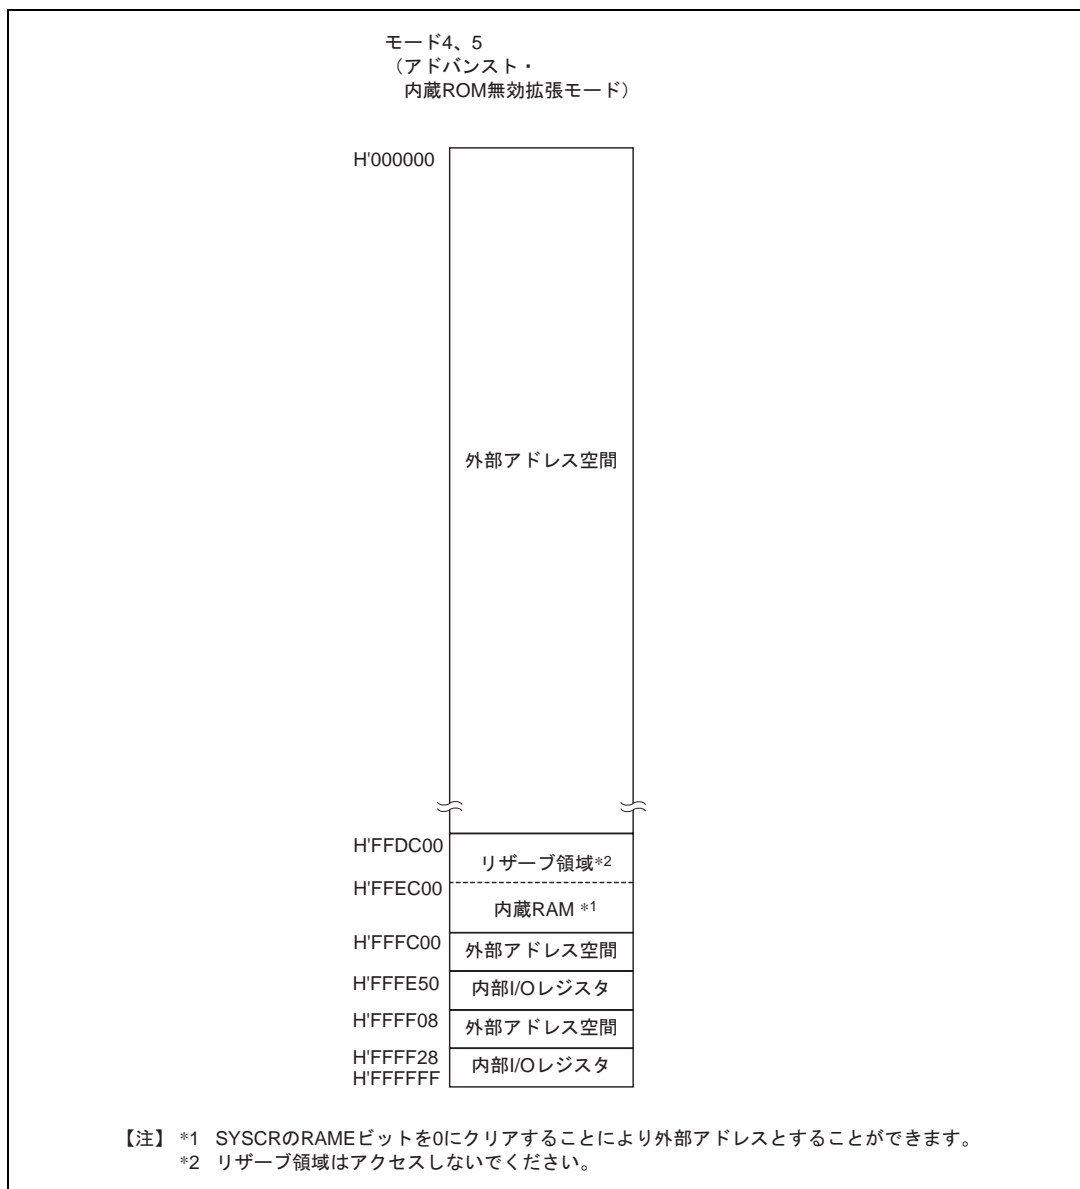 モード4、5
（アドバンスト・
内蔵ROM無効拡張モード）
H'000000
外部アドレス空間
H'FFDC00
リザーブ領域*2
H'FFEC00
内蔵RAM *1
H'FFFC00
外部アドレス空間
H'FFFE50
内部I/Oレジスタ
H'FFFF08
外部アドレス空間
H'FFFF28
内部I/Oレジスタ
H'FFFFFF
【注】 *1 SYSCRのRAMEビットを0にクリアすることにより外部アドレスとすることができます。
*2 リザーブ領域はアクセスしないでください。